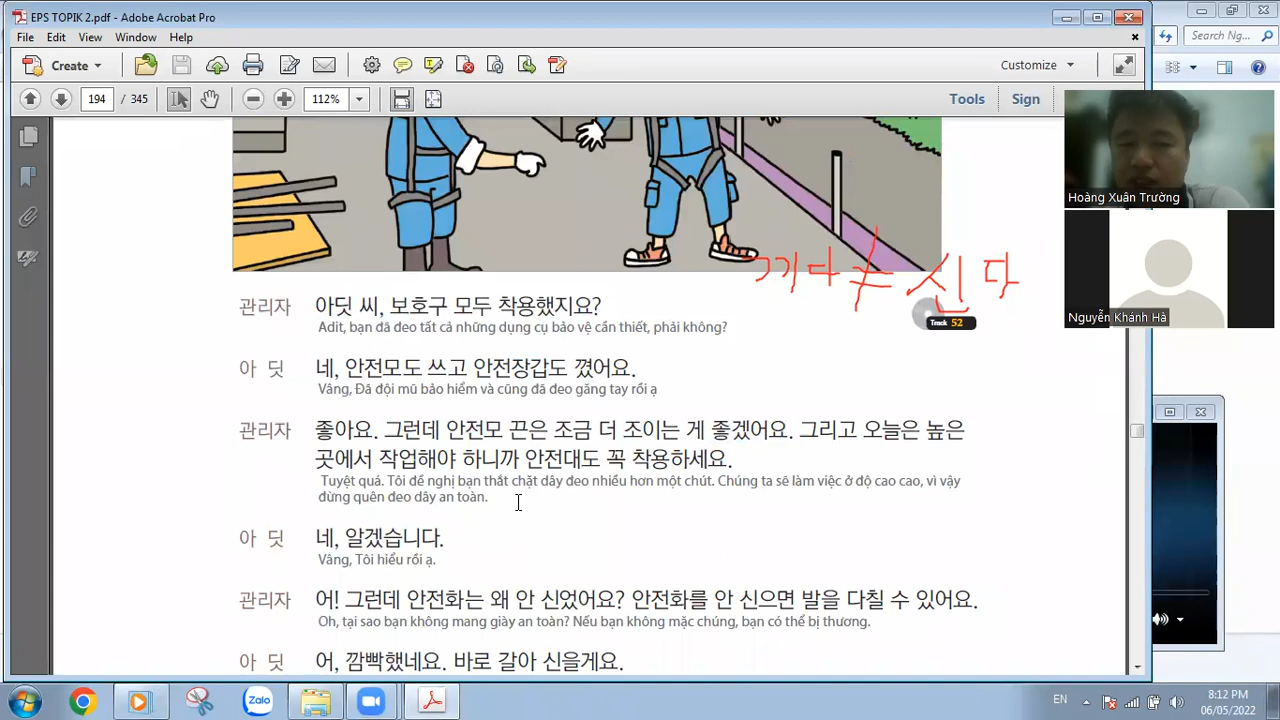 EPS TOPIK 2.pdf - Adobe Acrobat Pro
File Edit View Window Help
Create
Customize
194 / 345
112%
Tools Sign
Search Ng...
Hoàng Xuân Trường
Nguyễn Khánh Hà
끼다 ≠ 신다
Track 52
관리자 아딧 씨, 보호구 모두 착용했지요?
Adit, bạn đã đeo tất cả những dụng cụ bảo vệ cần thiết, phải không?
아 딧 네, 안전모도 쓰고 안전장갑도 꼈어요.
Vâng, Đã đội mũ bảo hiểm và cũng đã đeo găng tay rồi ạ
관리자 좋아요. 그런데 안전모 끈은 조금 더 조이는 게 좋겠어요. 그리고 오늘은 높은
곳에서 작업해야 하니까 안전대도 꼭 착용하세요.
Tuyệt quá. Tôi đề nghị bạn thắt chặt dây đeo nhiều hơn một chút. Chúng ta sẽ làm việc ở độ cao cao, vì vậy
đừng quên đeo dây an toàn.
아 딧 네, 알겠습니다.
Vâng, Tôi hiểu rồi ạ.
관리자 어! 그런데 안전화는 왜 안 신었어요? 안전화를 안 신으면 발을 다칠 수 있어요.
Oh, tại sao bạn không mang giày an toàn? Nếu bạn không mặc chúng, bạn có thể bị thương.
아 딧 어, 깜빡했네요. 바로 갈아 신을게요.
Zalo
EN
8:12 PM
06/05/2022